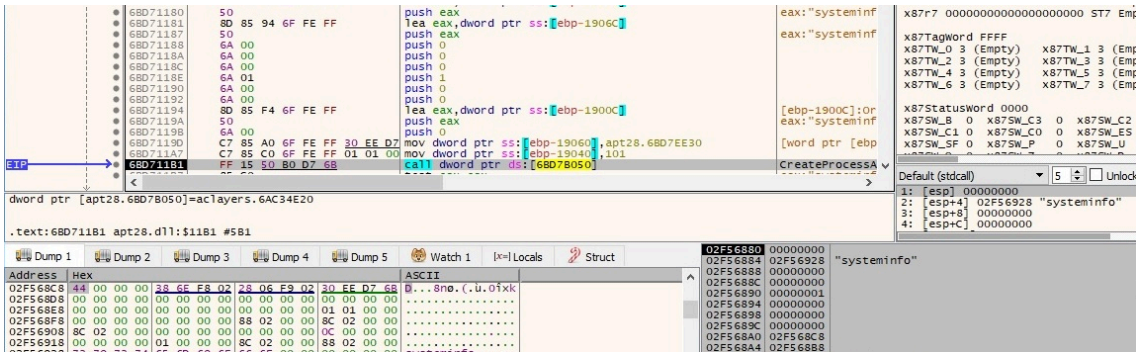 6BD71180 50 push eax
6BD71181 8D 85 94 6F FE FF lea eax,dword ptr ss:[ebp-1906C]
6BD71187 50 push eax eax:"systeminf
6BD71188 6A 00 push 0
6BD7118A 6A 00 push 0
6BD7118C 6A 00 push 0
6BD7118E 6A 01 push 1
6BD71190 6A 00 push 0
6BD71192 6A 00 push 0
6BD71194 8D 85 F4 6F FE FF lea eax,dword ptr ss:[ebp-1900C] [ebp-1900C]:Or
6BD7119A 50 push eax eax:"systeminf
6BD7119B 6A 00 push 0
6BD7119D C7 85 A0 6F FE FF 30 EE D7 mov dword ptr ss:[ebp-19060],apt28.6BD7EE30
6BD711A7 C7 85 C0 6F FE FF 01 01 00 mov dword ptr ss:[ebp-19040],101 [word ptr [ebp
EIP 6BD711B1 FF 15 50 B0 D7 6B call dword ptr ds:[6BD7B050] CreateProcessA
x87r7 00000000000000000000 ST7 Emp
x87TagWord FFFF
x87TW_0 3 (Empty) x87TW_1 3 (Emp
x87TW_2 3 (Empty) x87TW_3 3 (Emp
x87TW_4 3 (Empty) x87TW_5 3 (Emp
x87TW_6 3 (Empty) x87TW_7 3 (Emp
x87StatusWord 0000
x87SW_B 0 x87SW_C3 0 x87SW_C2
x87SW_C1 0 x87SW_C0 0 x87SW_ES
x87SW_SF 0 x87SW_P 0 x87SW_U
Default (stdcall) 5 Unlock
1: [esp] 00000000
2: [esp+4] 02F56928 "systeminfo"
3: [esp+8] 00000000
4: [esp+C] 00000000
dword ptr [apt28.6BD7B050]=aclayers.6AC34E20
.text:6BD711B1 apt28.dll:$11B1 #5B1
Dump 1 Dump 2 Dump 3 Dump 4 Dump 5 Watch 1 [x=] Locals Struct
Address Hex ASCII
02F568C8 44 00 00 00 38 6E F8 02 28 06 F9 02 30 EE D7 6B D...8nø.(.ù.0îxk
02F568D8 00 00 00 00 00 00 00 00 00 00 00 00 00 00 00 00 ................
02F568E8 00 00 00 00 00 00 00 00 00 00 00 00 01 01 00 00 ................
02F568F8 00 00 00 00 00 00 00 00 88 02 00 00 8C 02 00 00 ................
02F56908 8C 02 00 00 00 00 00 00 00 00 00 00 0C 00 00 00 ................
02F56918 00 00 00 00 01 00 00 00 8C 02 00 00 88 02 00 00 ................
02F56880 00000000
02F56884 02F56928 "systeminfo"
02F56888 00000000
02F5688C 00000000
02F56890 00000001
02F56894 00000000
02F56898 00000000
02F5689C 00000000
02F568A0 02F568C8
02F568A4 02F568B8